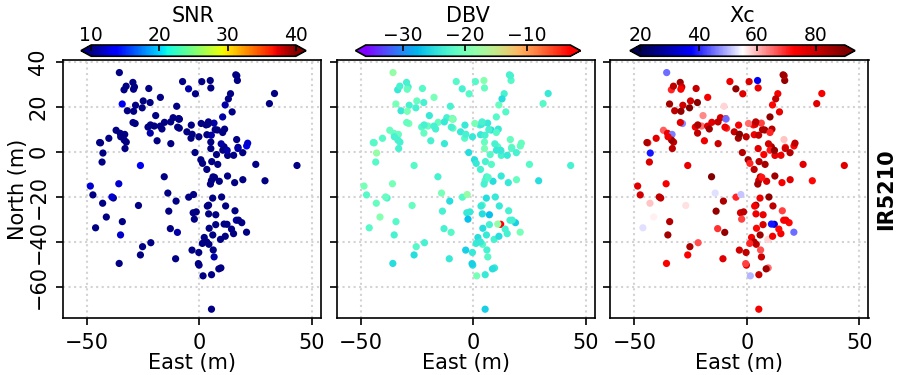 SNR DBV Xc
10 20 30 40 −30 −20 −10 20 40 60 80
40
20
0
−20
−40
−60
North (m)
−50 0 50 −50 0 50 −50 0 50
East (m) East (m) East (m)
IR5210